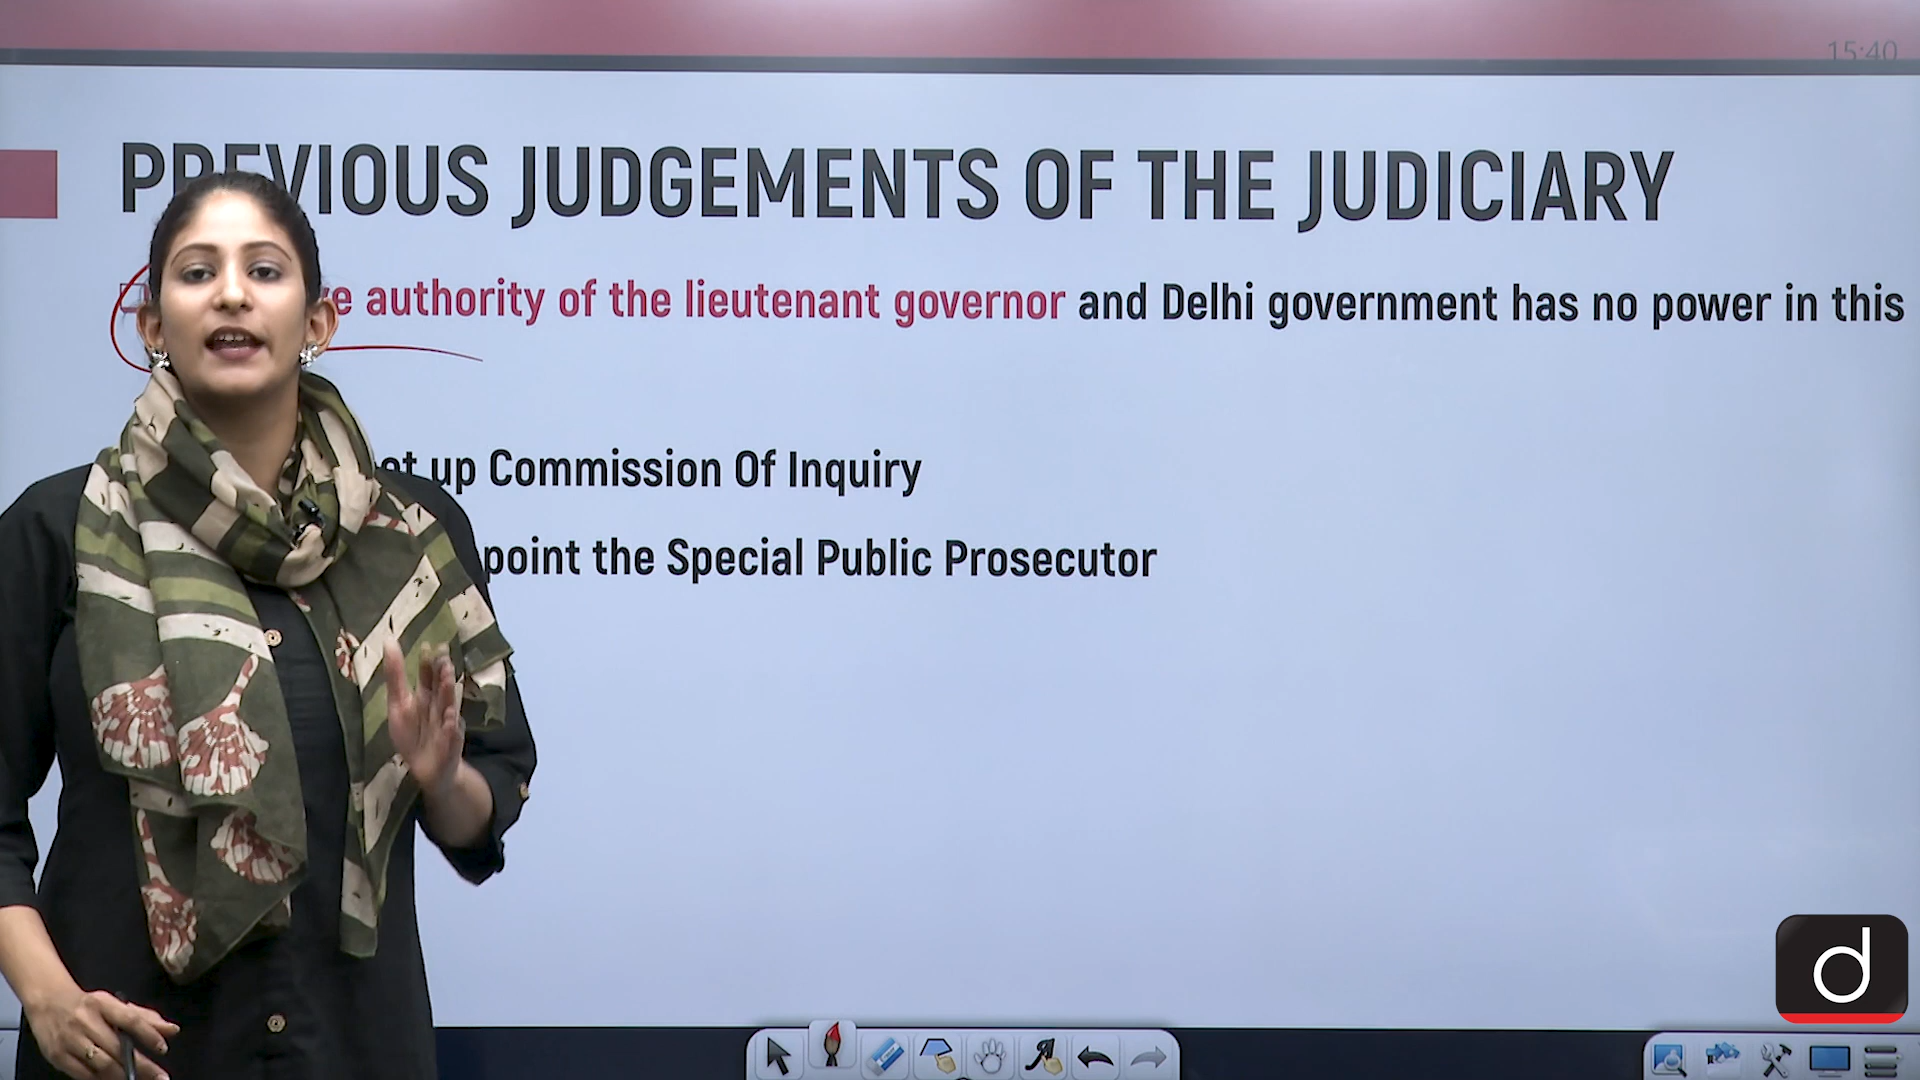 15:40
PREVIOUS JUDGEMENTS OF THE JUDICIARY
authority of the lieutenant governor and Delhi government has no power in this
up Commission Of Inquiry
the Special Public Prosecutor
d